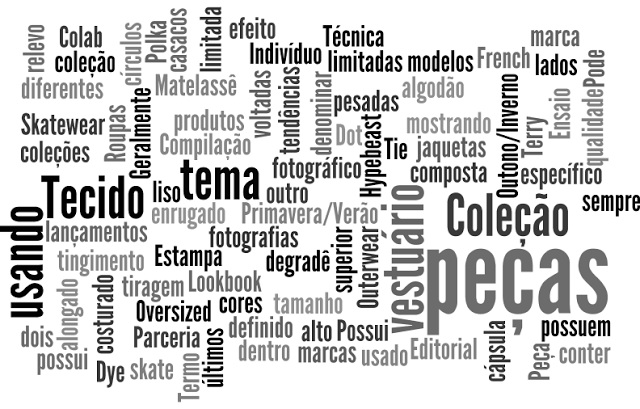 relevo
Colab
coleção
diferentes
círculos
Polka
casacos
limitada
efeito
Indivíduo
Técnica
limitadas
modelos
French
marca
lados
Matelassê
Skatewear
coleções
Roupas
Geralmente
produtos
Compilação
voltadas
tendências
denominar
pesadas
algodão
Dot
Hypebeast
mostrando
Tie
jaquetas
composta
Outono/Inverno
Terry
Ensaio
qualidade
Pode
específico
sempre
fotográfico
Tecido
liso
tema
outro
enrugado
Primavera/Verão
usando
lançamentos
Estampa
fotografias
degradê
superior
Outerwear
vestuário
Coleção
peças
tingimento
tiragem
Lookbook
alongado
costurado
Oversized
cores
tamanho
dois
possui
Parceria
definido
alto
Possui
Dye
skate
Termo
últimos
dentro
marcas
usado
Editorial
cápsula
possuem
Peça
conter